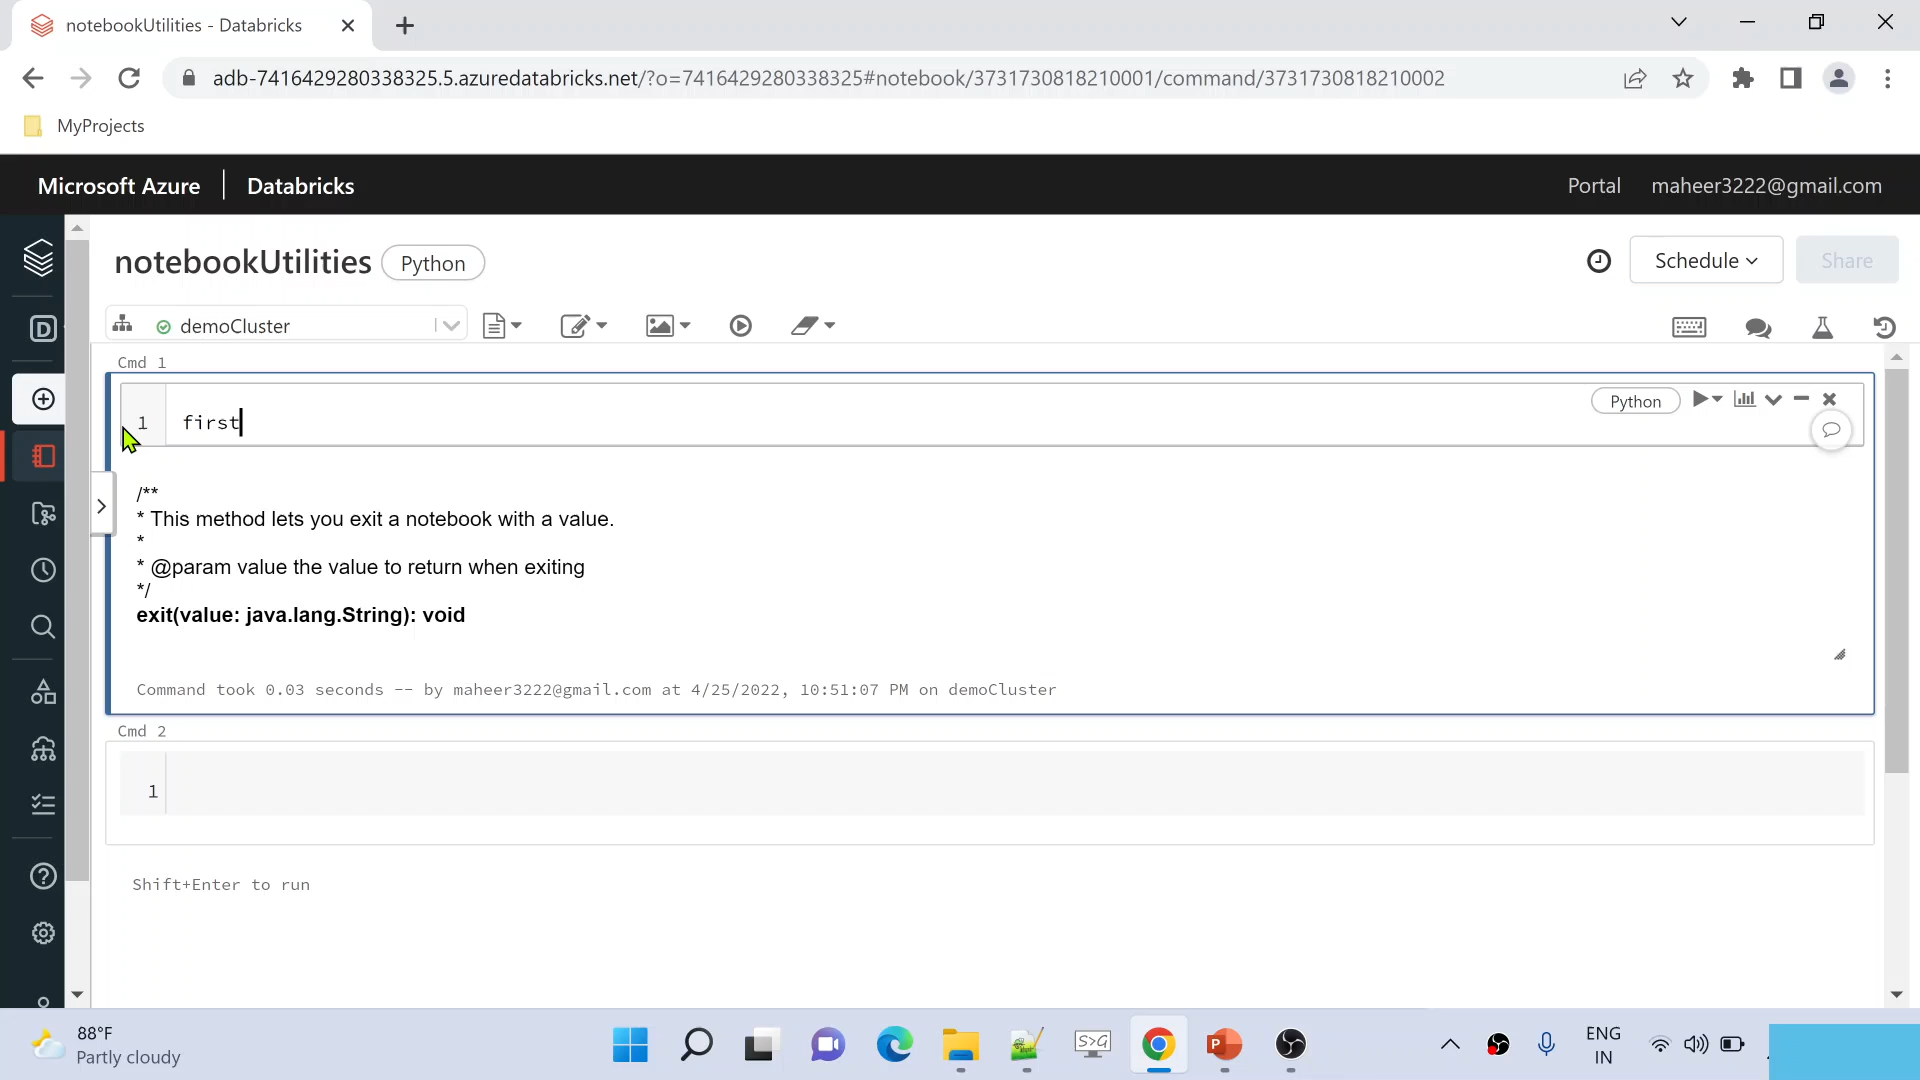 notebookUtilities - Databricks
adb-7416429280338325.5.azuredatabricks.net/?o=7416429280338325#notebook/3731730818210001/command/3731730818210002
MyProjects
Microsoft Azure Databricks Portal maheer3222@gmail.com
notebookUtilities Python Schedule Share
D demoCluster
Cmd 1
1 first Python
/**
* This method lets you exit a notebook with a value.
*
* @param value the value to return when exiting
*/
exit(value: java.lang.String): void
Command took 0.03 seconds -- by maheer3222@gmail.com at 4/25/2022, 10:51:07 PM on demoCluster
Cmd 2
1
Shift+Enter to run
88°F
Partly cloudy
S>G
P
ENG
IN